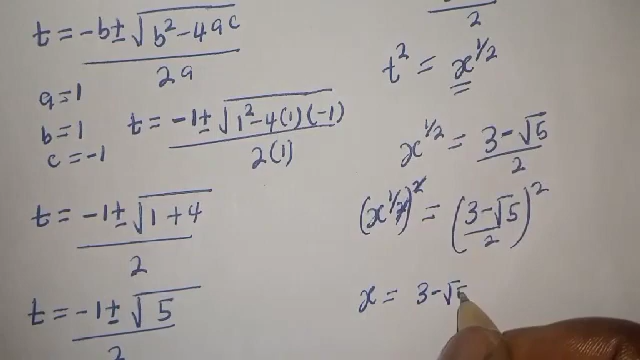 t = -b ± √(b² - 4ac)
2a
a = 1
b = 1
c = -1
t = -1 ± √(1² - 4(1)(-1))
2(1)
t = -1 ± √(1 + 4)
2
t = -1 ± √5
2
2
t² = x^(1/2)
x^(1/2) = 3 - √5
2
(x^(1/2))² = (3 - √5 / 2)²
x = 3 - √5